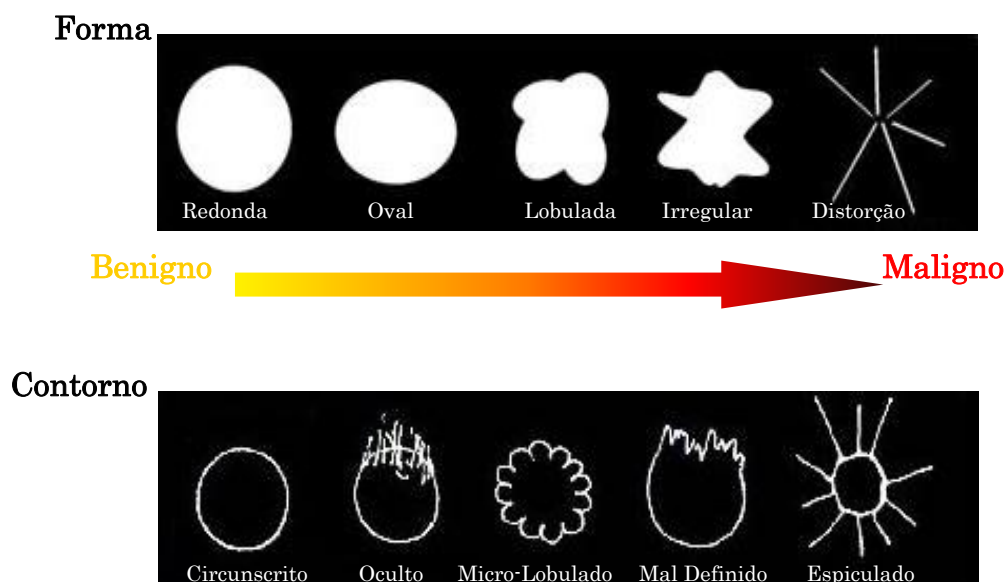 Forma
Redonda Oval Lobulada Irregular Distorção
Benigno Maligno
Contorno
Circunscrito Oculto Micro-Lobulado Mal Definido Espiculado